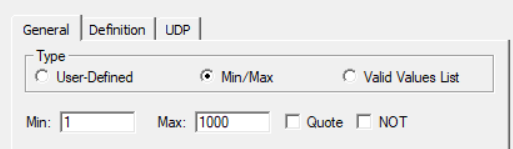 General Definition UDP
Type
User-Defined Min/Max Valid Values List
Min: 1 Max: 1000 Quote NOT